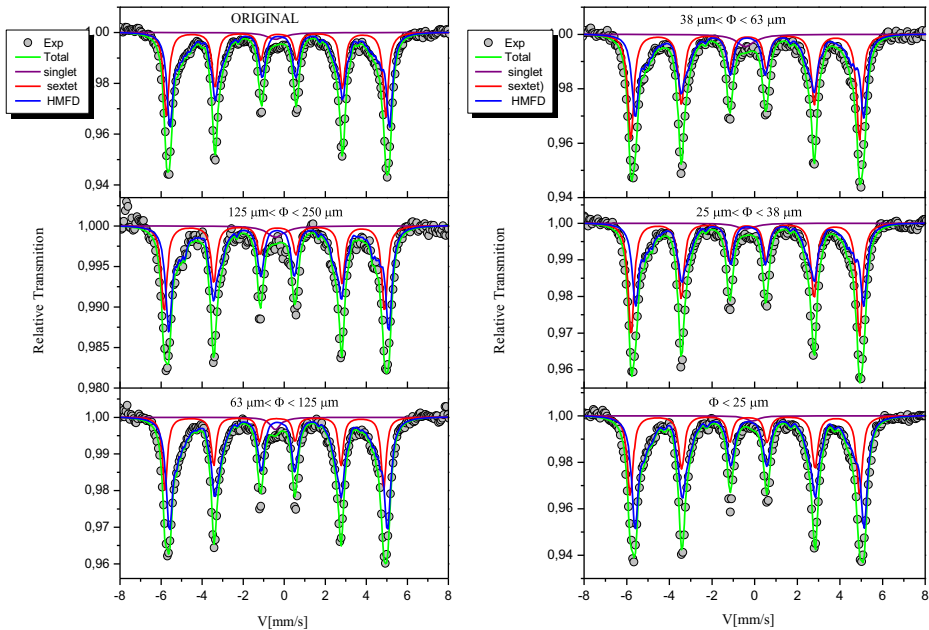 ORIGINAL
Exp
Total
singlet
sextet)
HMFD
1,00
0,98
0,96
0,94
125 μm< Φ < 250 μm
1,000
0,995
0,990
0,985
0,980
63 μm< Φ < 125 μm
1,00
0,99
0,98
0,97
0,96
-8 -6 -4 -2 0 2 4 6 8
V[mm/s]
Relative Transmition
38 μm< Φ < 63 μm
Exp
Total
singlet
sextet)
HMFD
1,00
0,98
0,96
0,94
25 μm< Φ < 38 μm
1,00
0,99
0,98
0,97
0,96
Φ < 25 μm
1,00
0,98
0,96
0,94
-8 -6 -4 -2 0 2 4 6 8
V[mm/s]
Relative Transmition